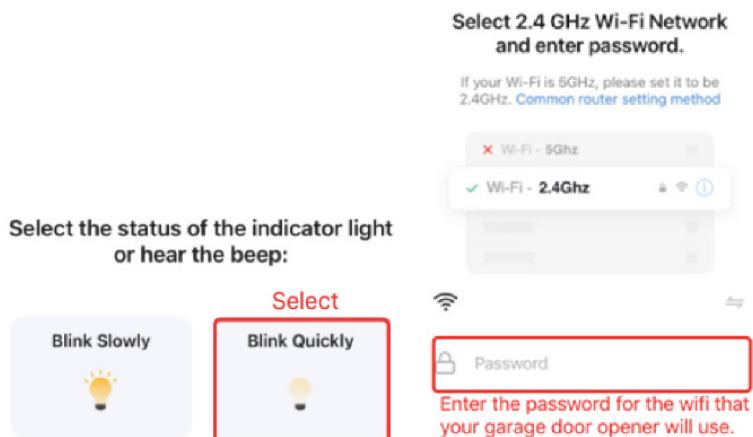 Select the status of the indicator light
or hear the beep:
Select
Blink Slowly
Blink Quickly
Select 2.4 GHz Wi-Fi Network
and enter password.
If your Wi-Fi is 5GHz, please set it to be
2.4GHz. Common router setting method
Wi-Fi - 5Ghz
Wi-Fi - 2.4Ghz
Password
Enter the password for the wifi that
your garage door opener will use.